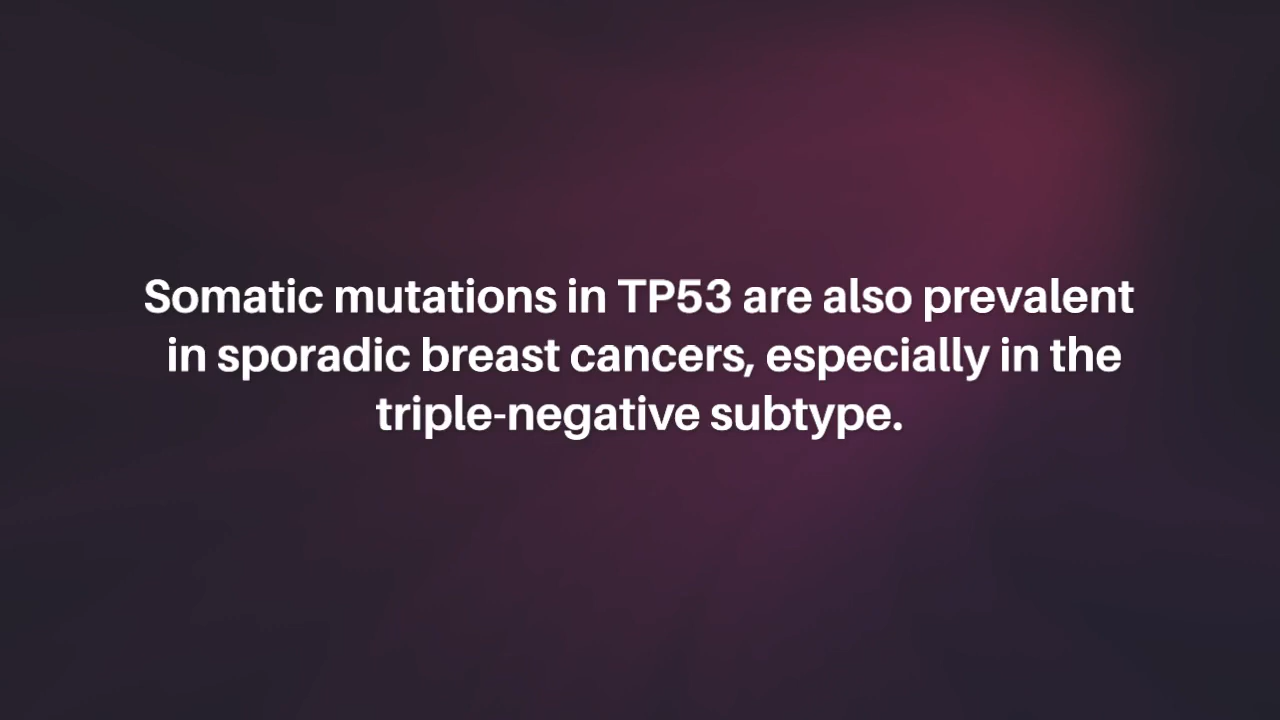 Somatic mutations in TP53 are also prevalent
in sporadic breast cancers, especially in the
triple-negative subtype.